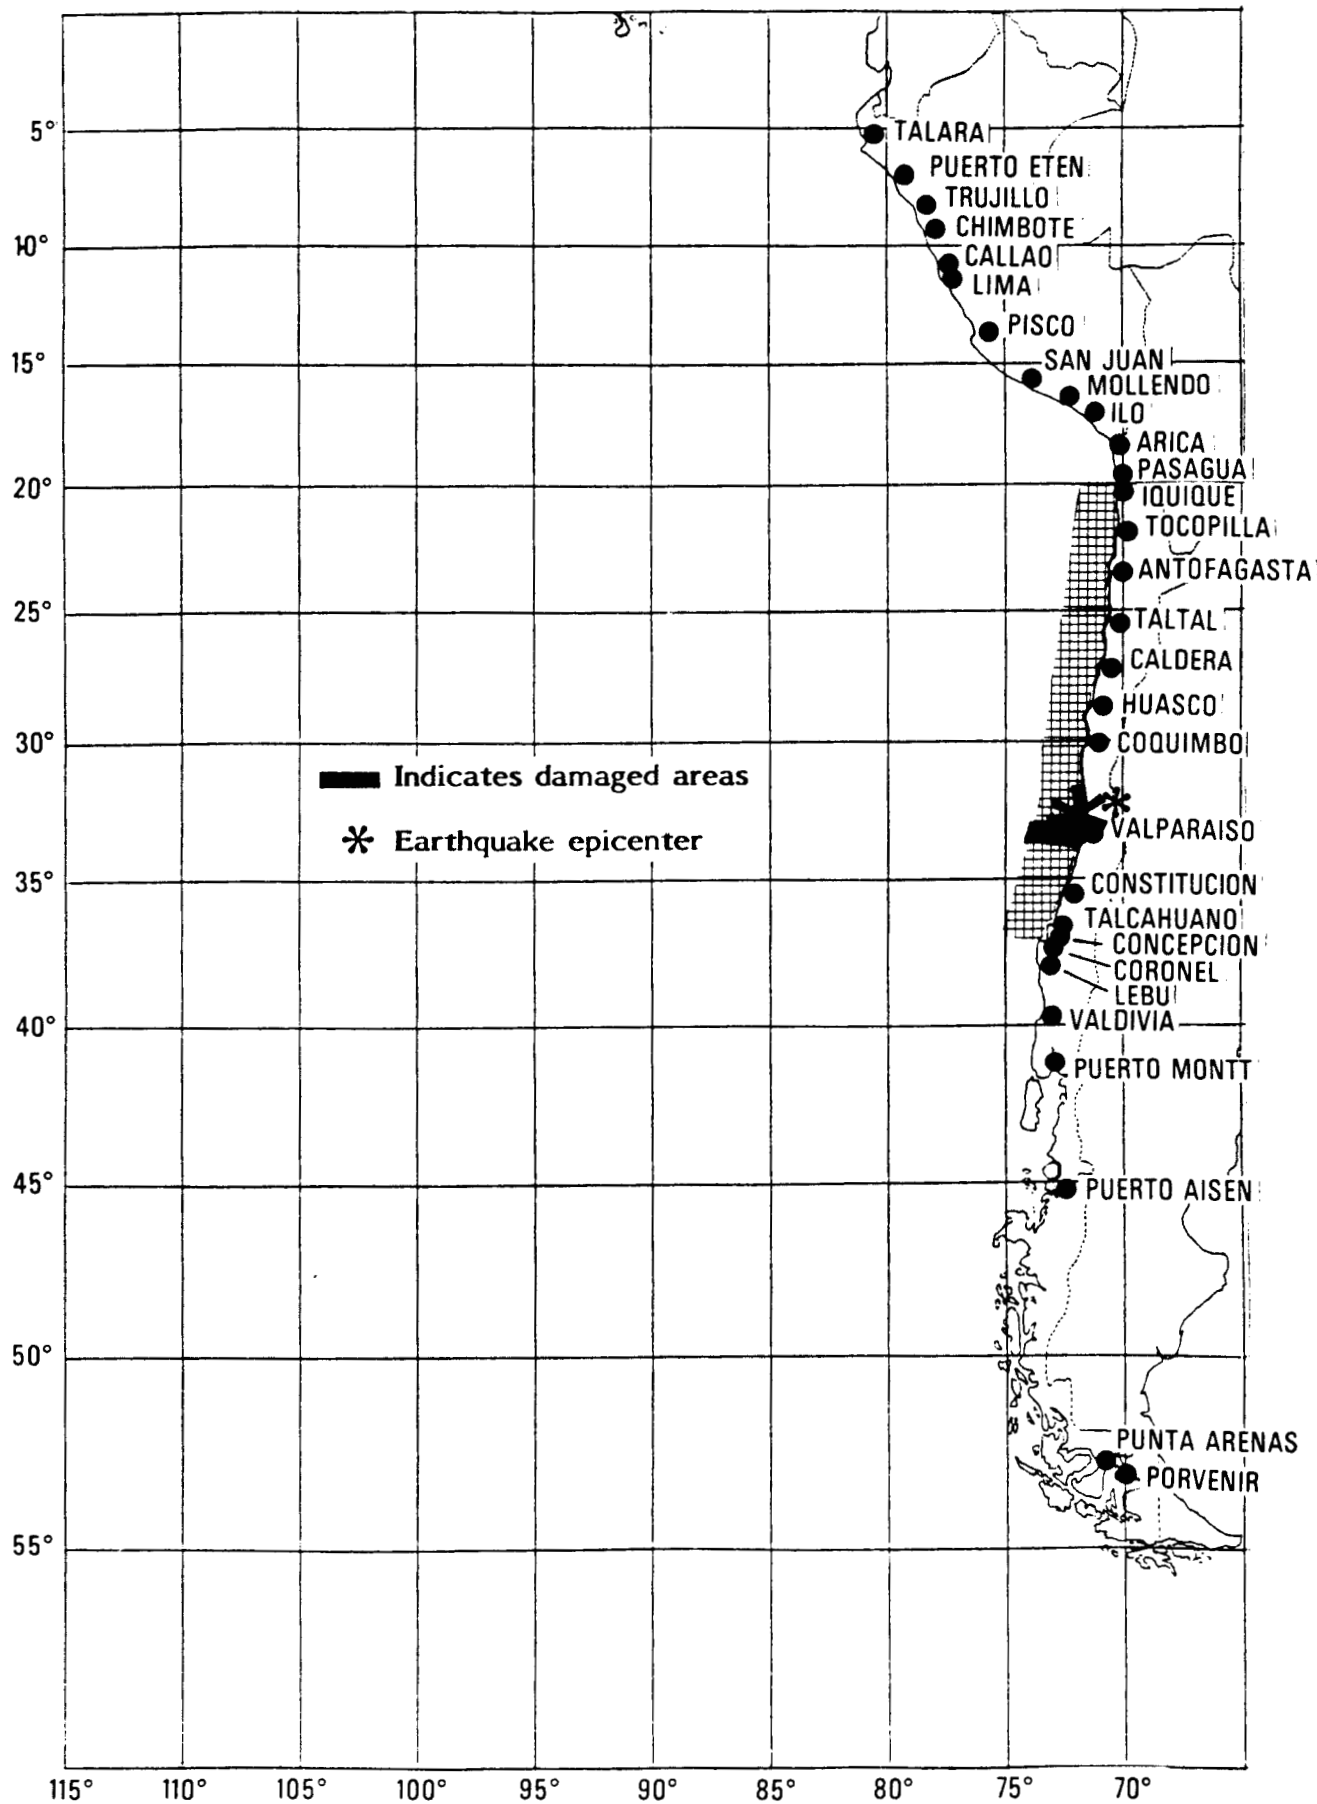 5°
TALARA
PUERTO ETEN
TRUJILLO
CHIMBOTE
10°
CALLAO
LIMA
PISCO
15°
SAN JUAN
MOLLENDO
ILO
ARICA
PASAGUA
20°
IQUIQUE
TOCOPILLA
ANTOFAGASTA
25°
TALTAL
CALDERA
HUASCO
30°
COQUIMBO
Indicates damaged areas
VALPARAISO
Earthquake epicenter
35°
CONSTITUCION
TALCAHUANO
CONCEPCION
CORONEL
LEBU
40°
VALDIVIA
PUERTO MONTT
45°
PUERTO AISEN
50°
PUNTA ARENAS
PORVENIR
55°
115° 110° 105° 100° 95° 90° 85° 80° 75° 70°